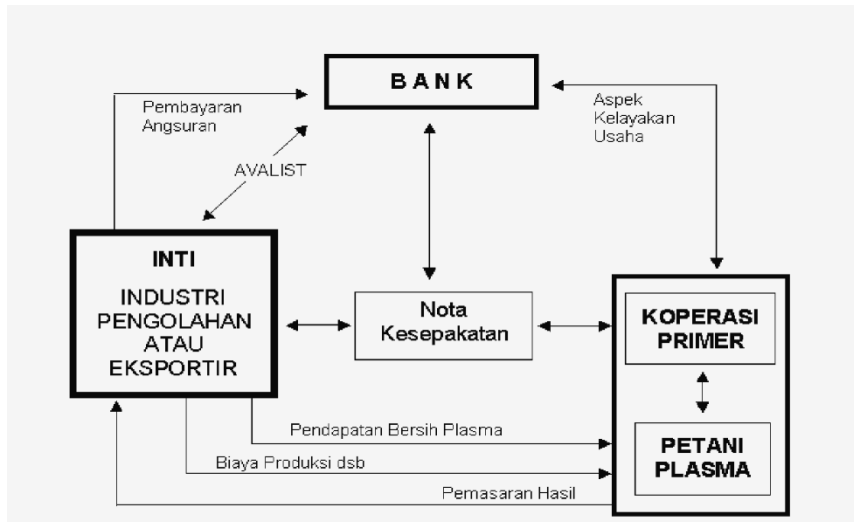 B A N K
Pembayaran
Angsuran
Aspek
Kelayakan
Usaha
AVALIST
INTI
INDUSTRI
PENGOLAHAN
ATAU
EKSPORTIR
Nota
Kesepakatan
KOPERASI
PRIMER
PETANI
PLASMA
Pendapatan Bersih Plasma
Biaya Produksi dsb
Pemasaran Hasil